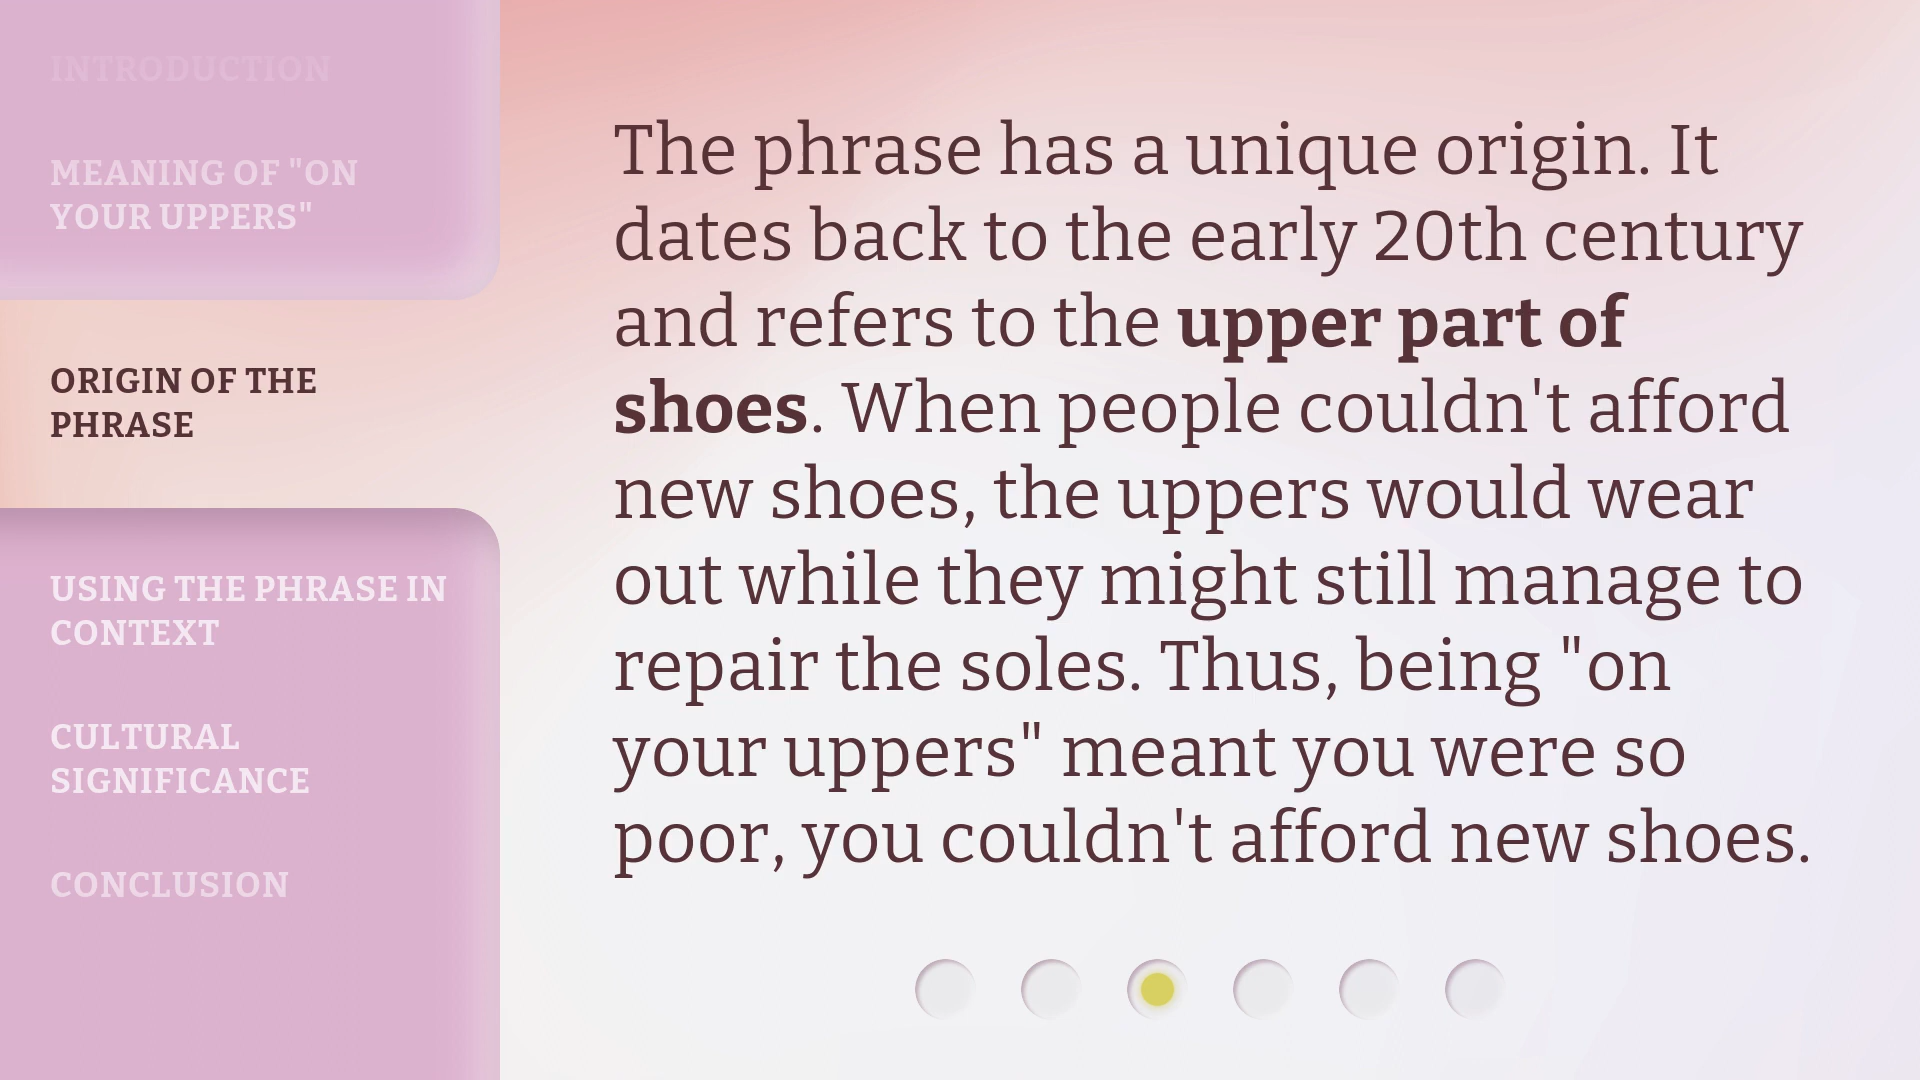 INTRODUCTION
MEANING OF "ON
YOUR UPPERS"
ORIGIN OF THE
PHRASE
USING THE PHRASE IN
CONTEXT
CULTURAL
SIGNIFICANCE
CONCLUSION
The phrase has a unique origin. It
dates back to the early 20th century
and refers to the upper part of
shoes. When people couldn't afford
new shoes, the uppers would wear
out while they might still manage to
repair the soles. Thus, being "on
your uppers" meant you were so
poor, you couldn't afford new shoes.